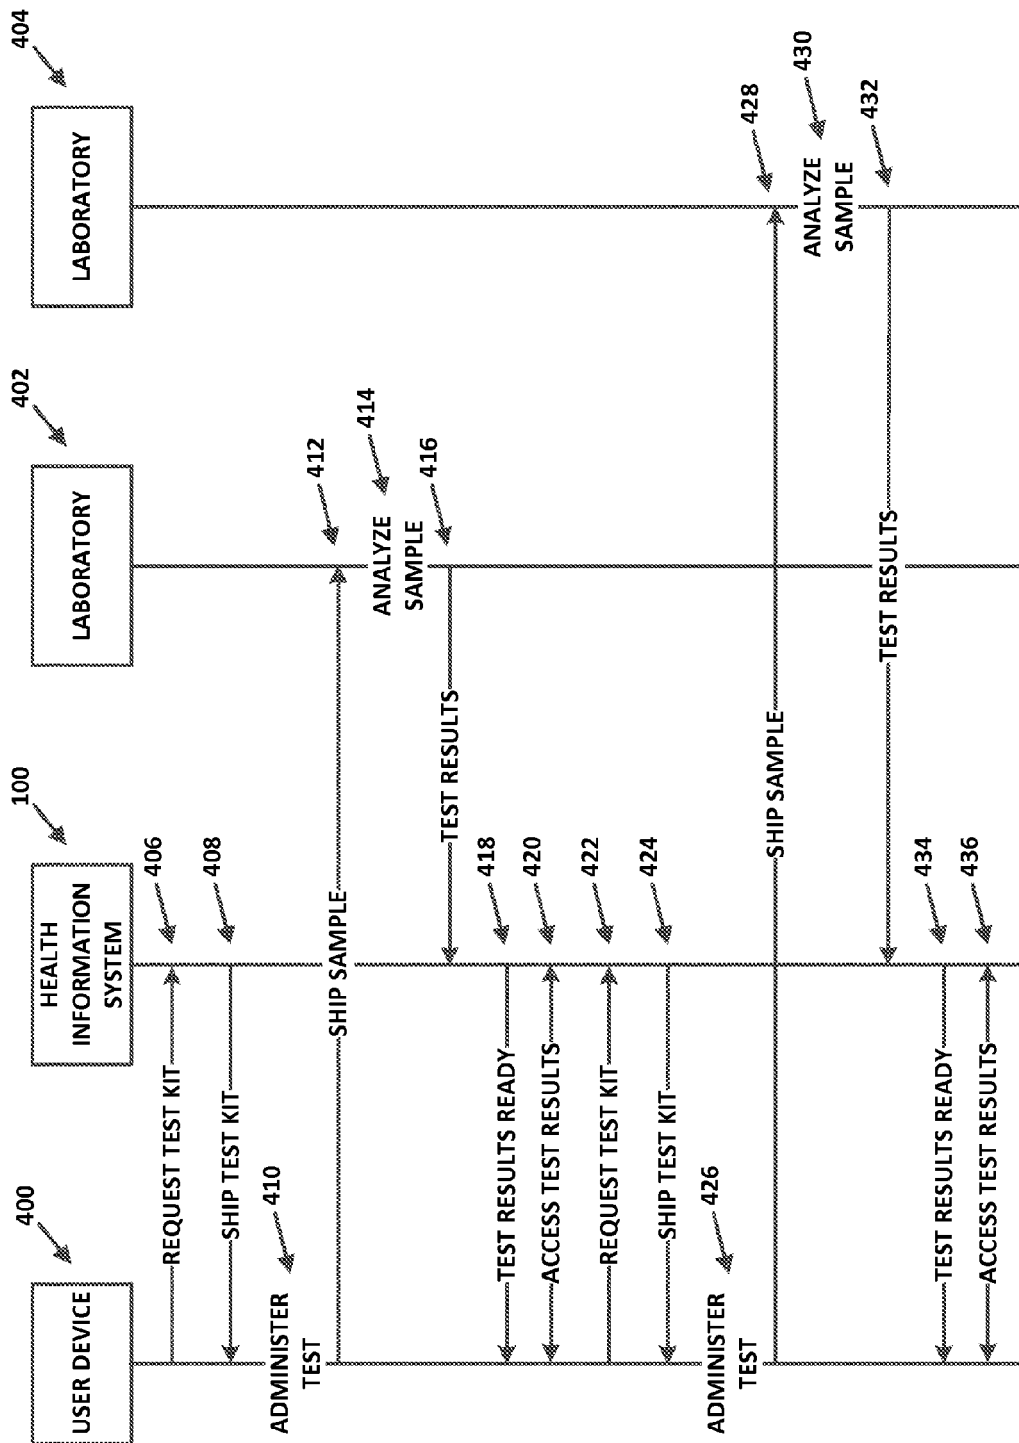 USER DEVICE
400
HEALTH
INFORMATION
SYSTEM
100
LABORATORY
402
LABORATORY
404
REQUEST TEST KIT
406
SHIP TEST KIT
408
ADMINISTER
TEST
410
SHIP SAMPLE
412
ANALYZE
SAMPLE
414
TEST RESULTS
416
TEST RESULTS READY
418
ACCESS TEST RESULTS
420
REQUEST TEST KIT
422
SHIP TEST KIT
424
ADMINISTER
TEST
426
SHIP SAMPLE
428
ANALYZE
SAMPLE
430
TEST RESULTS
432
TEST RESULTS READY
434
ACCESS TEST RESULTS
436